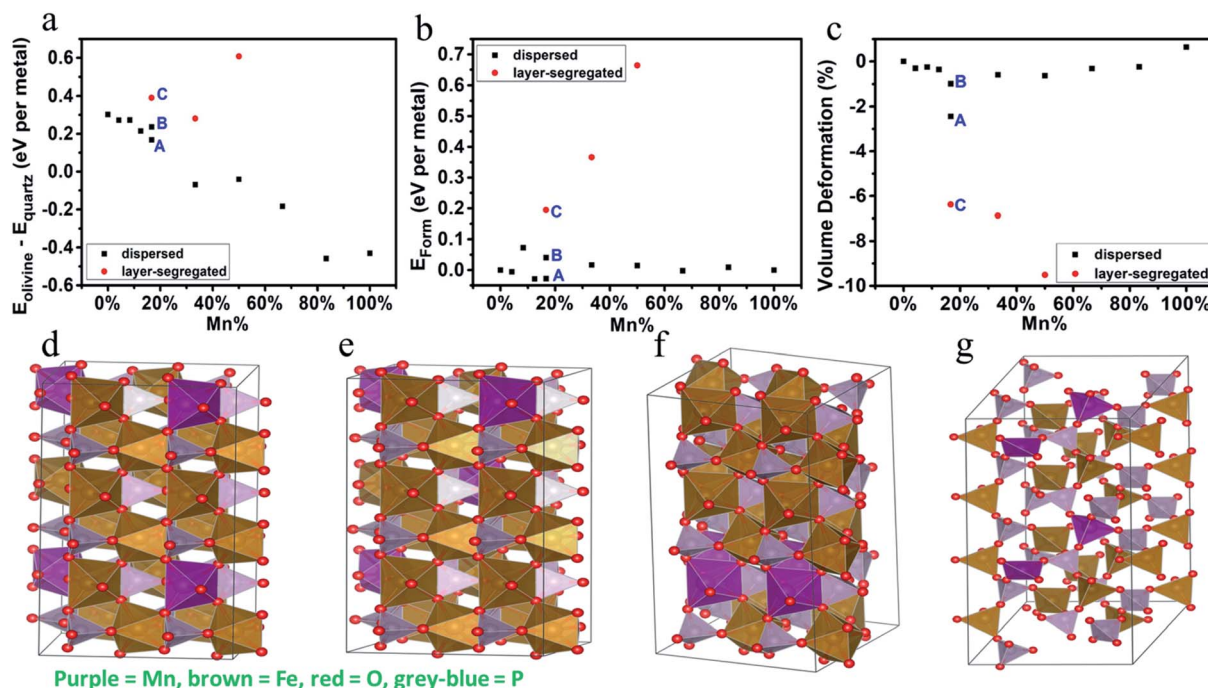 a
E_olivine - E_quartz (eV per metal)
0.6
0.4
0.2
0.0
-0.2
-0.4
-0.6
C
B
A
dispersed
layer-segregated
0% 20% 40% 60% 80% 100%
Mn%
b
E_Form (eV per metal)
0.7
0.6
0.5
0.4
0.3
0.2
0.1
0.0
dispersed
layer-segregated
C
B
A
0% 20% 40% 60% 80% 100%
Mn%
c
Volume Deformation (%)
0
-2
-4
-6
-8
-10
B
A
C
dispersed
layer-segregated
0% 20% 40% 60% 80% 100%
Mn%
d
e
f
g
Purple = Mn, brown = Fe, red = O, grey-blue = P